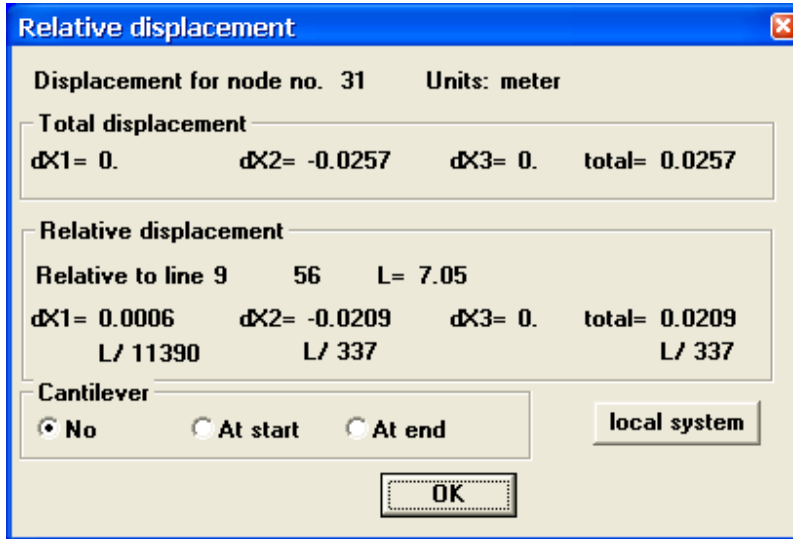 Relative displacement
Displacement for node no. 31 Units: meter
Total displacement
dX1= 0. dX2= -0.0257 dX3= 0. total= 0.0257
Relative displacement
Relative to line 9 56 L= 7.05
dX1= 0.0006 dX2= -0.0209 dX3= 0. total= 0.0209
L/ 11390 L/ 337 L/ 337
Cantilever
No At start At end
local system
OK